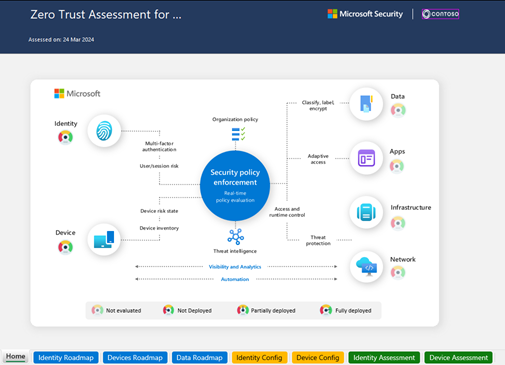 Zero Trust Assessment for ...
Microsoft Security
contoso
Assessed on: 24 Mar 2024
Microsoft
Identity
Multi-factor
authentication
User/session risk
Device
Device risk state
Device inventory
Organization policy
Security policy
enforcement
Real-time
policy evaluation
Threat intelligence
Classify, label,
encrypt
Data
Adaptive
access
Apps
Access and
runtime control
Infrastructure
Threat
protection
Network
Visibility and Analytics
Automation
Not evaluated
Not Deployed
Partially deployed
Fully deployed
Home
Identity Roadmap
Devices Roadmap
Data Roadmap
Identity Config
Device Config
Identity Assessment
Device Assessment